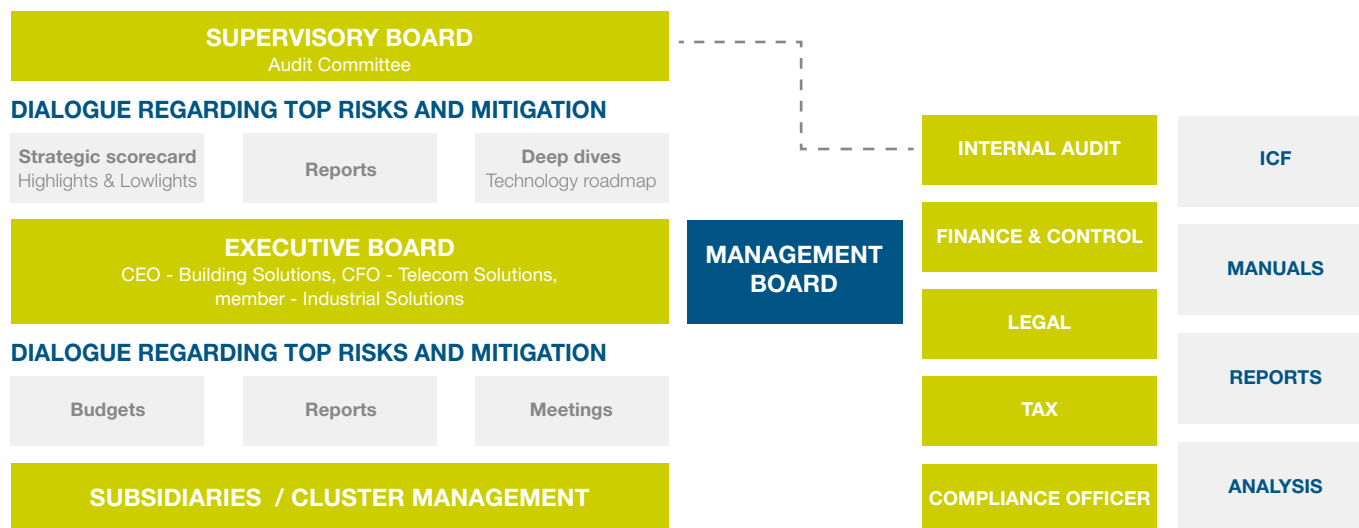 SUPERVISORY BOARD
Audit Committee
DIALOGUE REGARDING TOP RISKS AND MITIGATION
Strategic scorecard
Highlights & Lowlights
Reports
Deep dives
Technology roadmap
EXECUTIVE BOARD
CEO - Building Solutions, CFO - Telecom Solutions,
member - Industrial Solutions
DIALOGUE REGARDING TOP RISKS AND MITIGATION
Budgets
Reports
Meetings
SUBSIDIARIES / CLUSTER MANAGEMENT
MANAGEMENT
BOARD
INTERNAL AUDIT
FINANCE & CONTROL
LEGAL
TAX
COMPLIANCE OFFICER
ICF
MANUALS
REPORTS
ANALYSIS